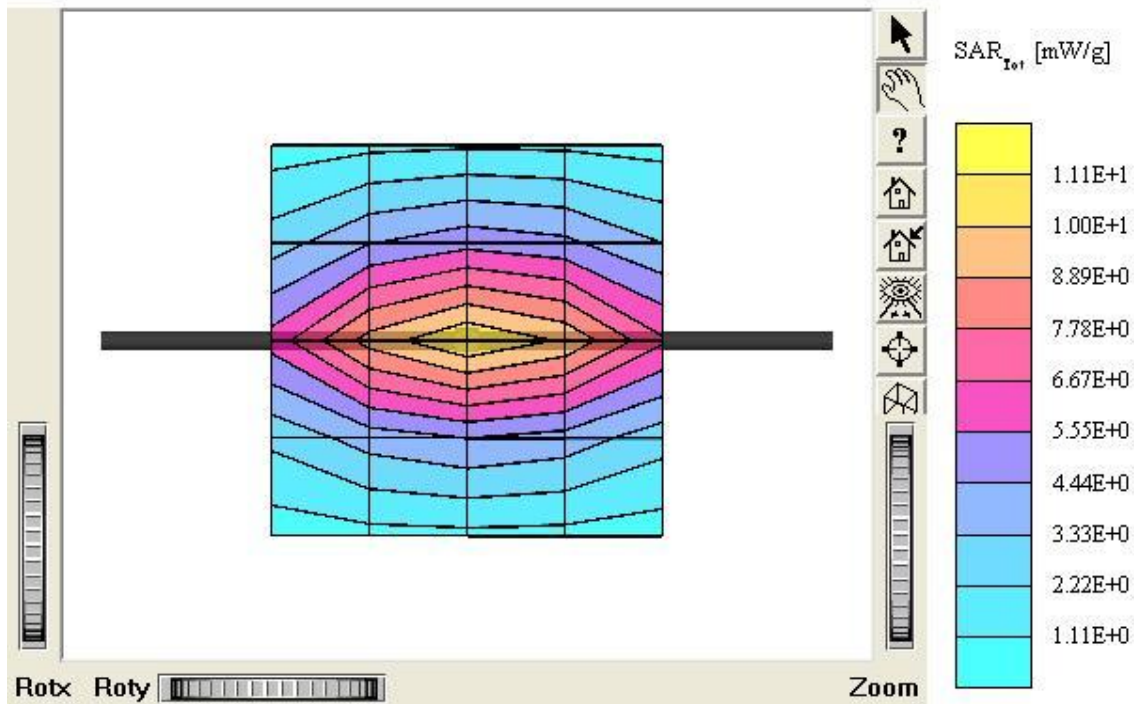 SAR_Tot [mW/g]
?
1.11E+1
1.00E+1
8.89E+0
7.78E+0
6.67E+0
5.55E+0
4.44E+0
3.33E+0
2.22E+0
1.11E+0
Rotx Roty Zoom